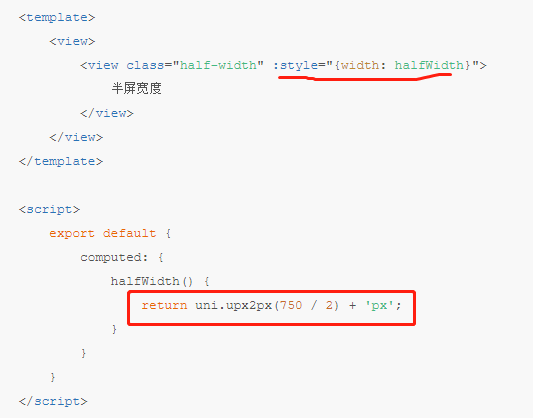 <template>
<view>
<view class="half-width" :style="{width: halfWidth}">
半屏宽度
</view>
</view>
</template>
<script>
export default {
computed: {
halfWidth() {
return uni.upx2px(750 / 2) + 'px';
}
}
}
</script>